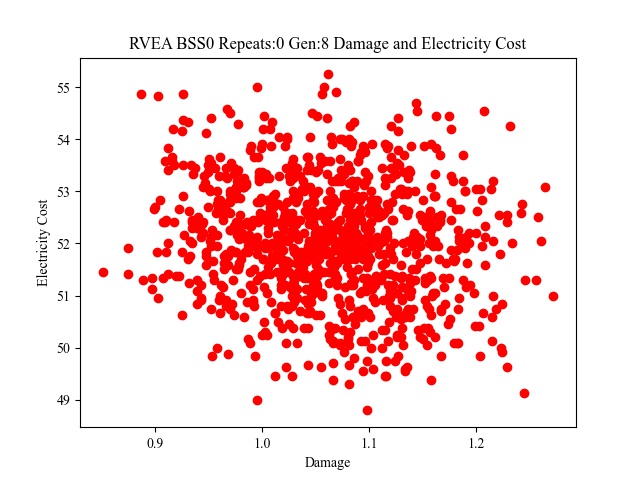 RVEA BSS0 Repeats:0 Gen:8 Damage and Electricity Cost
55
54
53
52
51
50
49
Electricity Cost
0.9 1.0 1.1 1.2
Damage